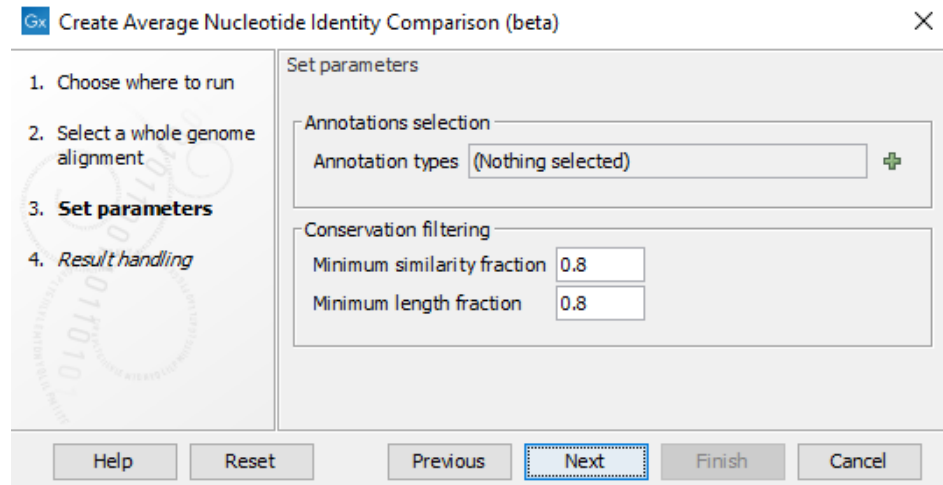 Gx Create Average Nucleotide Identity Comparison (beta)
1. Choose where to run
2. Select a whole genome
alignment
3. Set parameters
4. Result handling
Set parameters
Annotations selection
Annotation types (Nothing selected)
Conservation filtering
Minimum similarity fraction 0.8
Minimum length fraction 0.8
Help Reset Previous Next Finish Cancel